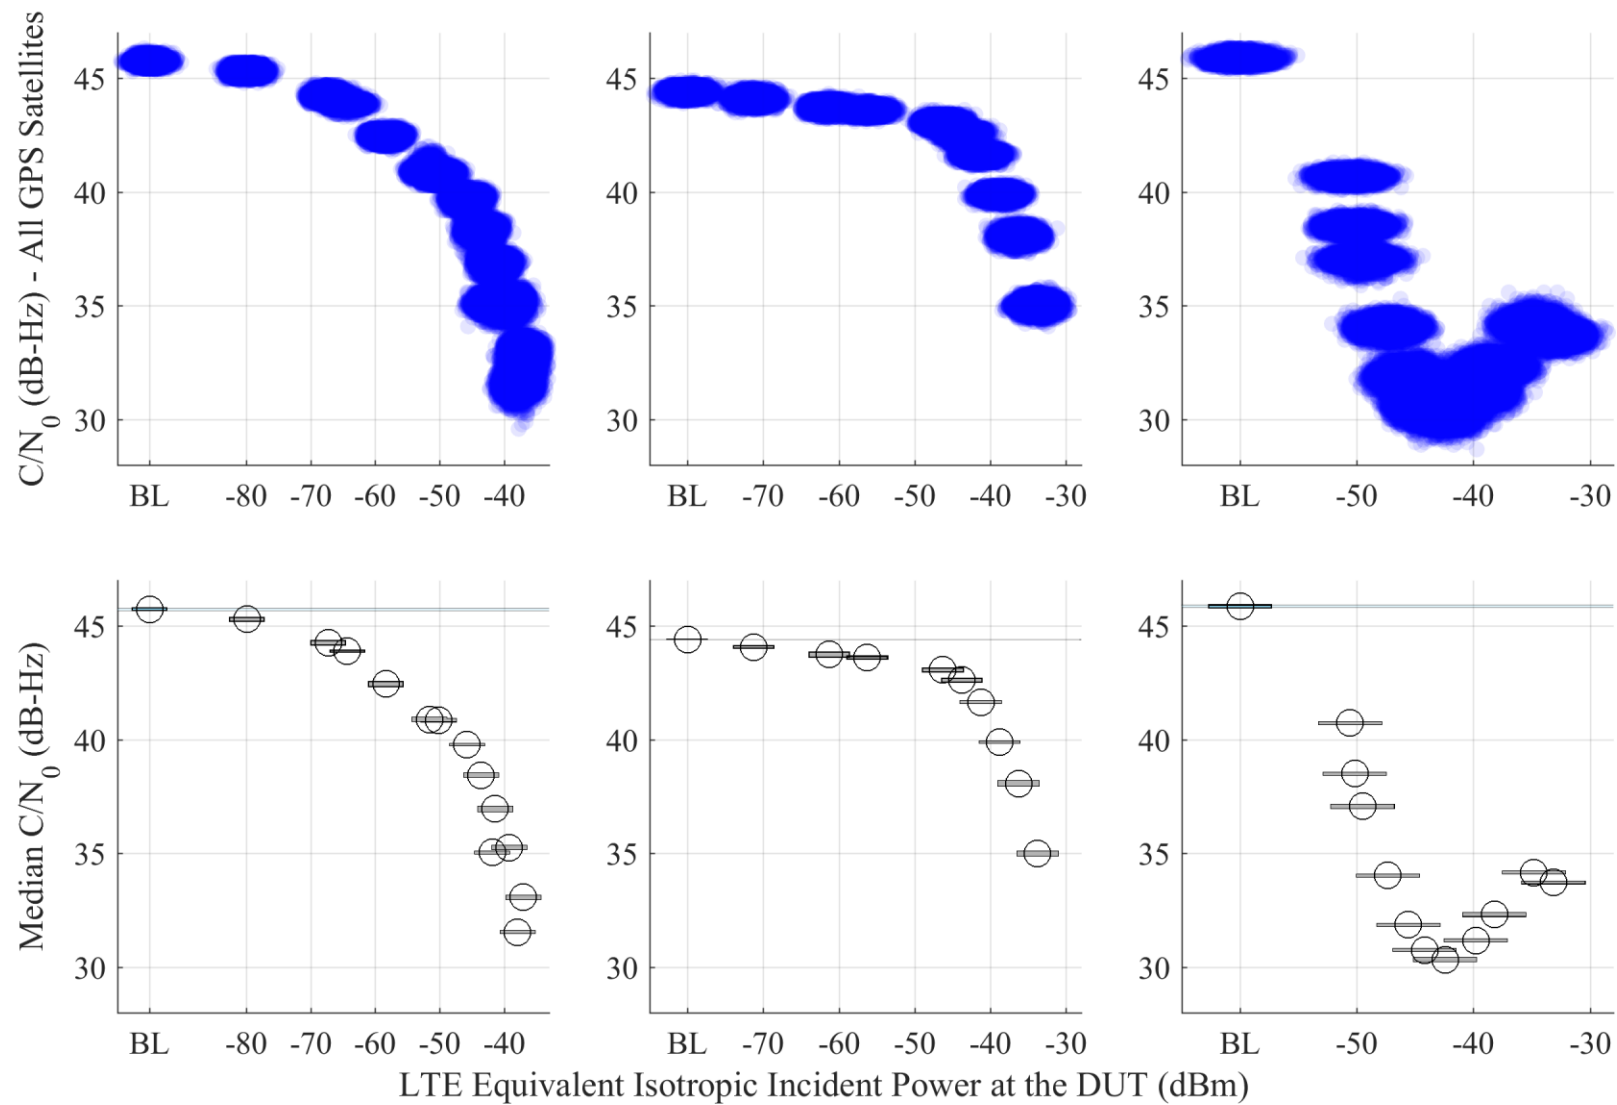 C/N0 (dB-Hz) - All GPS Satellites
45
40
35
30
BL -80 -70 -60 -50 -40
45
40
35
30
BL -70 -60 -50 -40 -30
45
40
35
30
BL -50 -40 -30
Median C/N0 (dB-Hz)
45
40
35
30
BL -80 -70 -60 -50 -40
45
40
35
30
BL -70 -60 -50 -40 -30
45
40
35
30
BL -50 -40 -30
LTE Equivalent Isotropic Incident Power at the DUT (dBm)